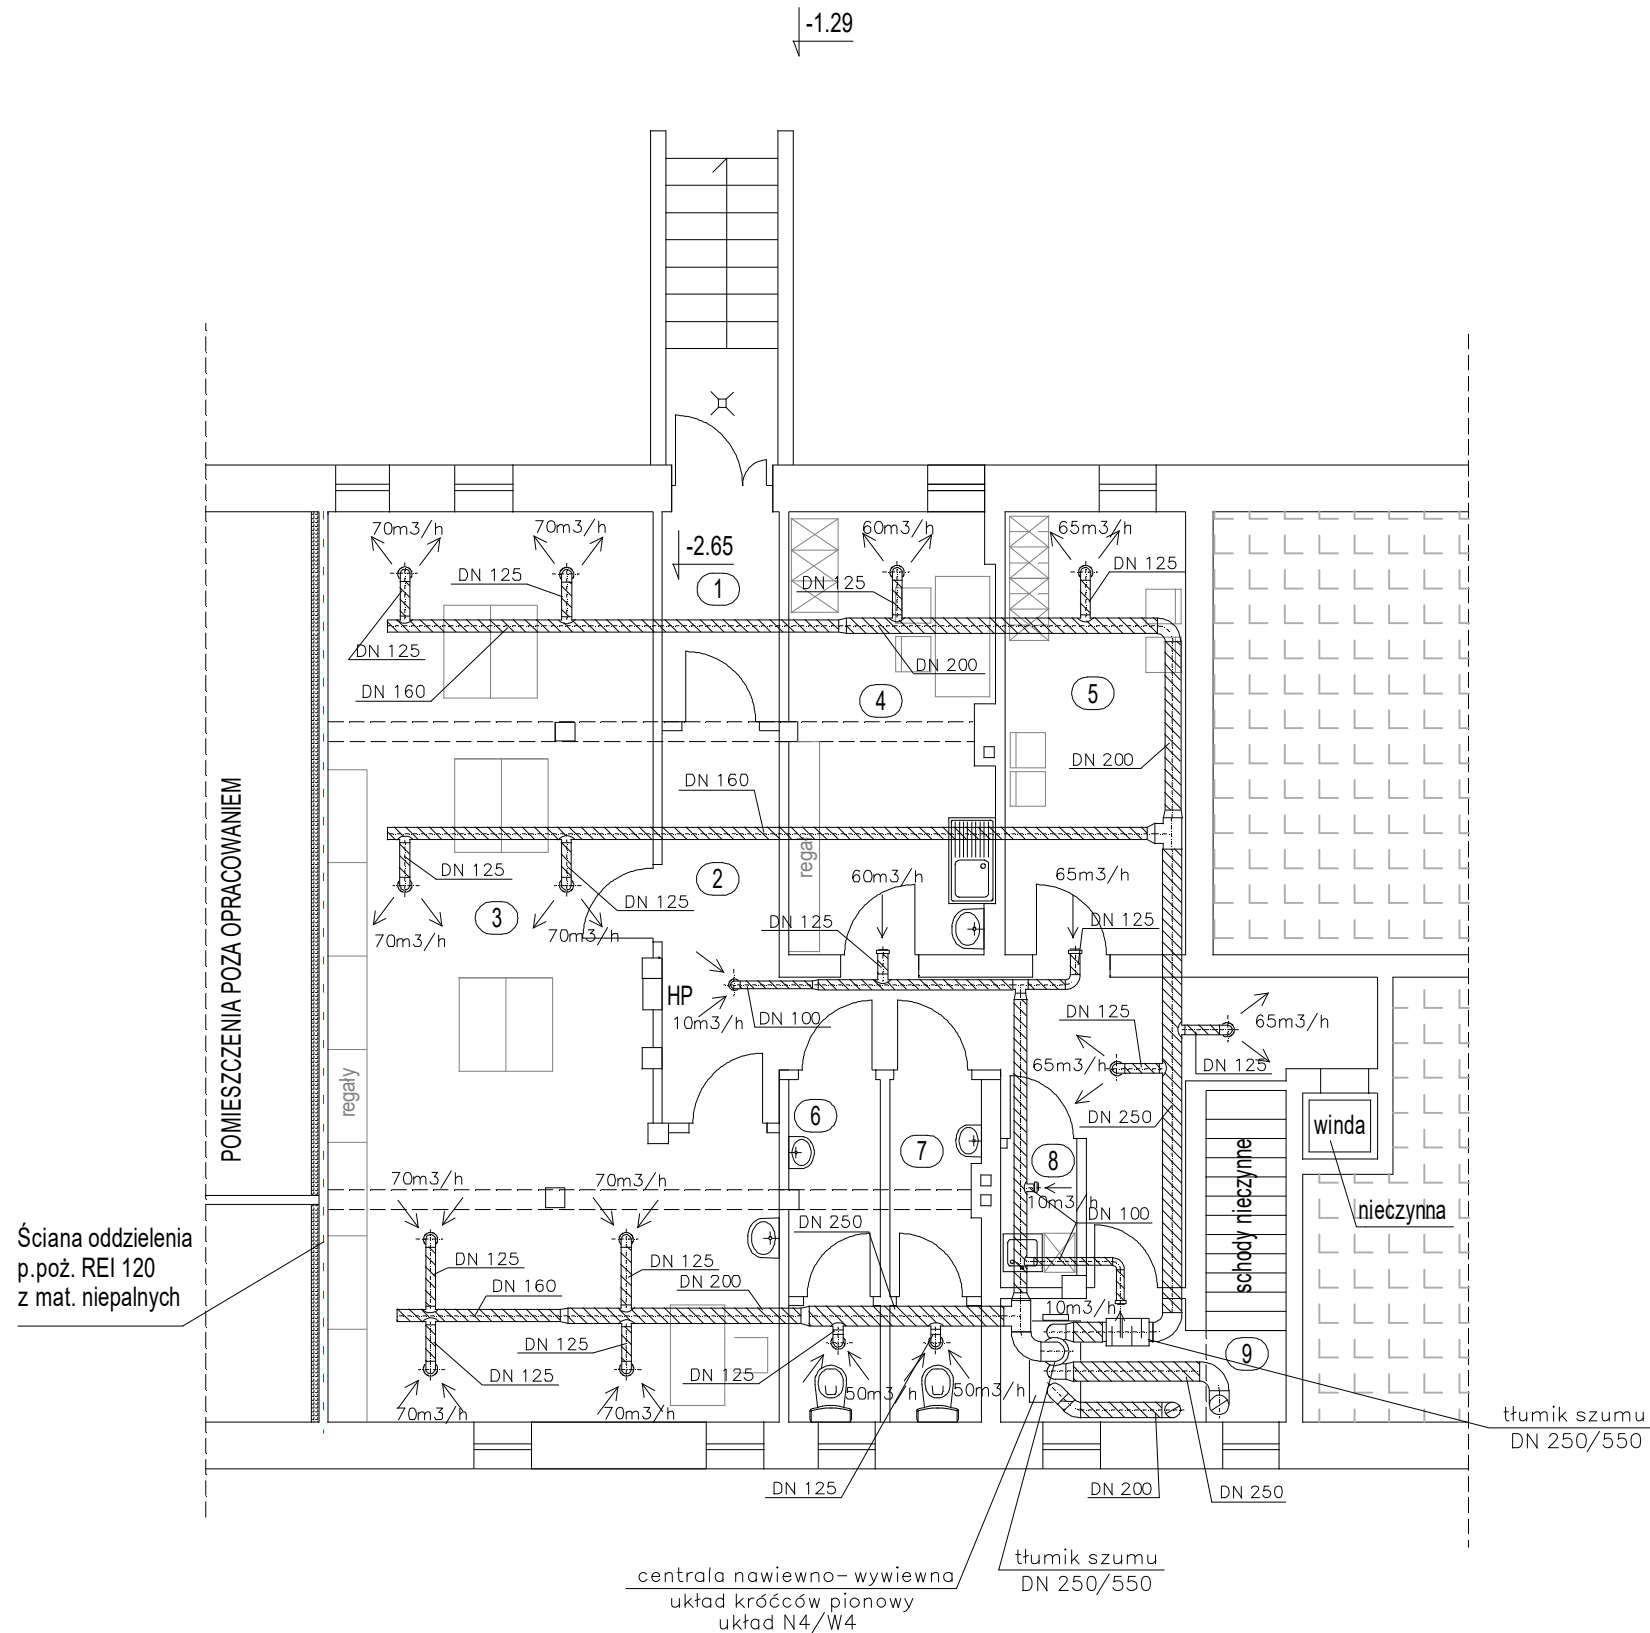 -1.29
70m3/h
70m3/h
60m3/h
65m3/h
-2.65
DN 125
1
DN 125
DN 125
DN 125
DN 160
DN 200
4
5
DN 200
DN 160
POMIESZCZENIA POZA OPRACOWANIEM
regały
DN 125
2
60m3/h
65m3/h
DN 125
3
DN 125
DN 125
70m3/h
70m3/h
HP
10m3/h
DN 100
DN 125
65m3/h
65m3/h
DN 125
regały
6
DN 250
winda
7
8
schody nieczynne
70m3/h
70m3/h
10m3/h
nieczynna
DN 250
DN 100
Ściana oddzielenia
p.poż. REI 120
z mat. niepalnych
DN 125
DN 125
DN 160
DN 200
10m3/h
DN 125
9
DN 125
DN 125
50m3/h
50m3/h
70m3/h
70m3/h
tłumik szumu
DN 250/550
DN 125
DN 200
DN 250
tłumik szumu
DN 250/550
centrala nawiewno-wywiewna
układ króćców pionowy
układ N4/W4